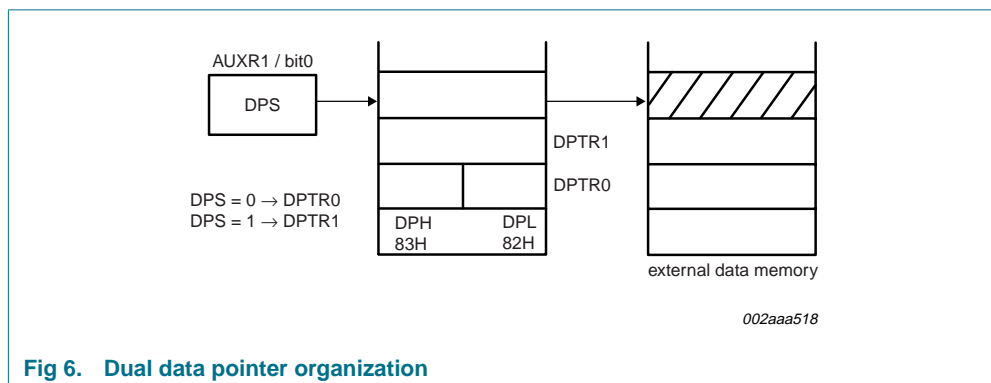 AUXR1 / bit0
DPS
DPTR1
DPTR0
DPS = 0 → DPTR0
DPS = 1 → DPTR1
DPH DPL
83H 82H
external data memory
002aaa518
Fig 6. Dual data pointer organization